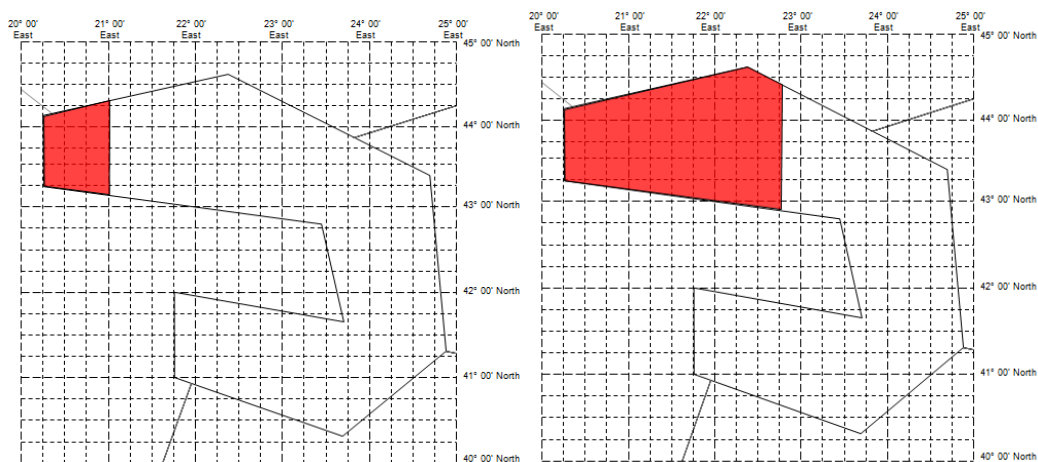 20° 00' 21° 00' 22° 00' 23° 00' 24° 00' 25° 00'
East East East East East East
45° 00' North
44° 00' North
43° 00' North
42° 00' North
41° 00' North
40° 00' North
20° 00' 21° 00' 22° 00' 23° 00' 24° 00' 25° 00'
East East East East East East
45° 00' North
44° 00' North
43° 00' North
42° 00' North
41° 00' North
40° 00' North